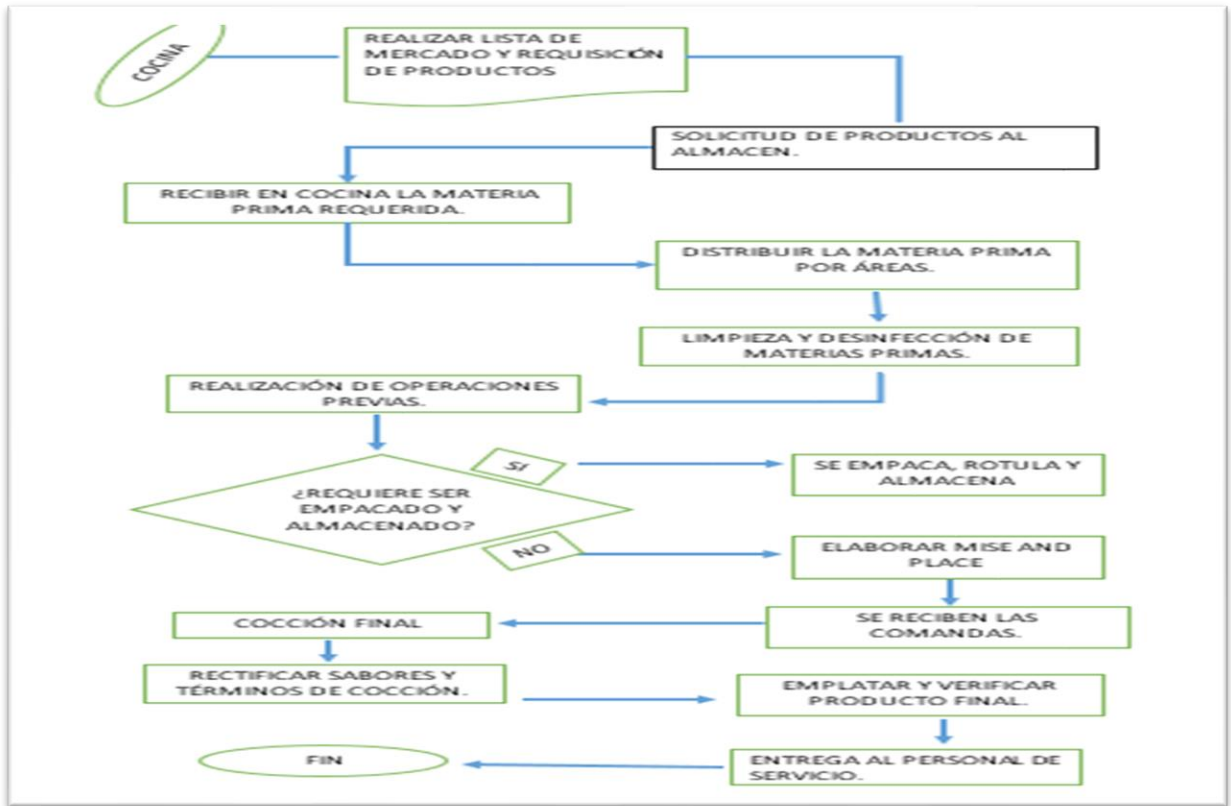 COCINA
REALIZAR LISTA DE
MERCADO Y REQUISICIÓN
DE PRODUCTOS
SOLICITUD DE PRODUCTOS AL
ALMACEN.
RECIBIR EN COCINA LA MATERIA
PRIMA REQUERIDA.
DISTRIBUIR LA MATERIA PRIMA
POR ÁREAS.
LIMPIEZA Y DESINFECCIÓN DE
MATERIAS PRIMAS.
REALIZACIÓN DE OPERACIONES
PREVIAS.
SI
SE EMPACA, ROTULA Y
ALMACENA
¿REQUIERE SER
EMPACADO Y
ALMACENADO?
NO
ELABORAR MISE AND
PLACE
SE RECIBEN LAS
COMANDAS.
COCCIÓN FINAL
RECTIFICAR SABORES Y
TÉRMINOS DE COCCIÓN.
EMPLATAR Y VERIFICAR
PRODUCTO FINAL.
ENTREGA AL PERSONAL DE
SERVICIO.
FIN